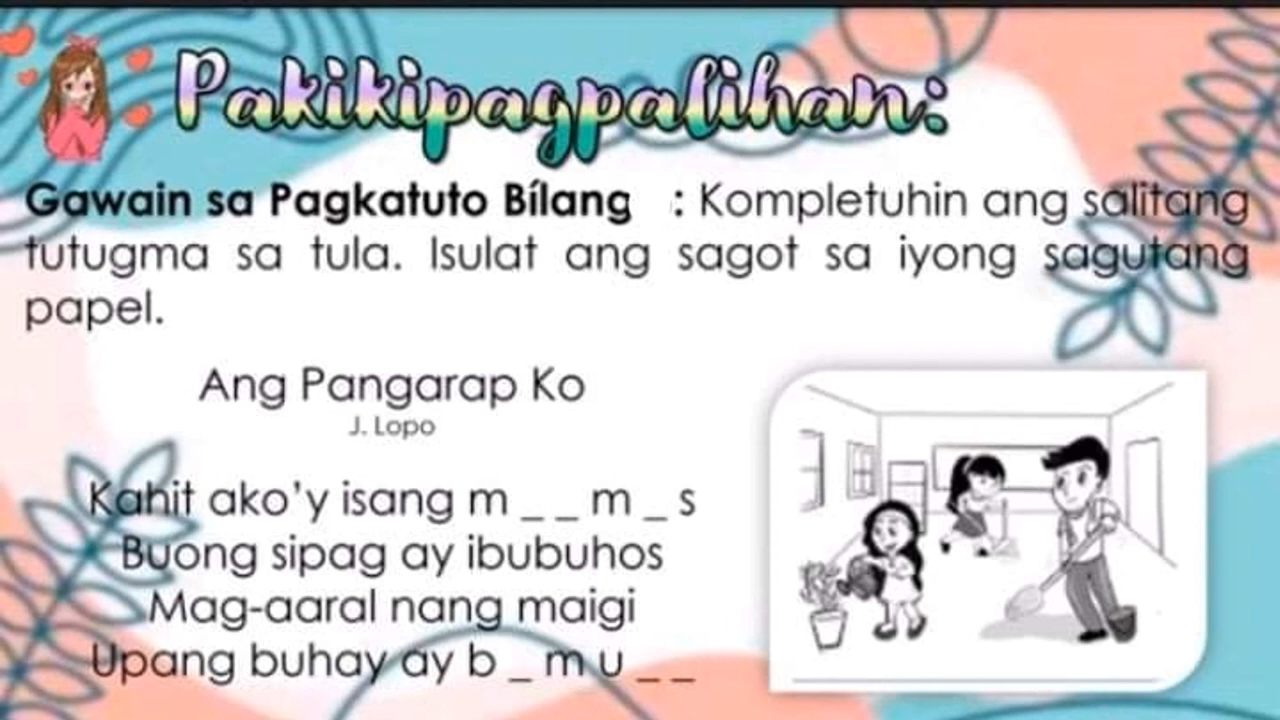 Pakikipagpalihan:
Gawain sa Pagkatuto Bílang : Kompletuhin ang salitang
tutugma sa tula. Isulat ang sagot sa iyong sagutang
papel.
Ang Pangarap Ko
J. Lopo
Kahit ako'y isang m _ _ m _ s
Buong sipag ay ibubuhos
Mag-aaral nang maigi
Upang buhay ay b _ m u _ _